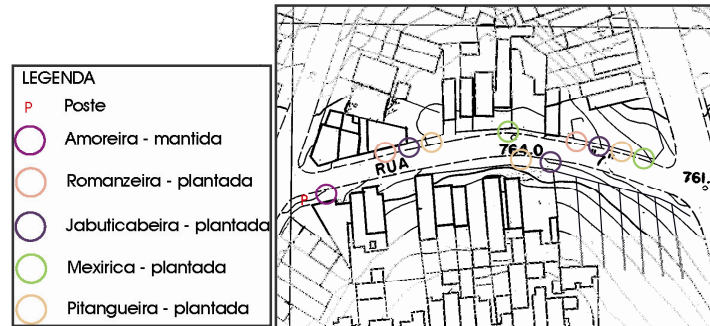 LEGENDA
P Poste
Amoreira - mantida
Romanzeira - plantada
Jabuticabeira - plantada
Mexirica - plantada
Pitangueira - plantada
RUA
764.0
761.
P